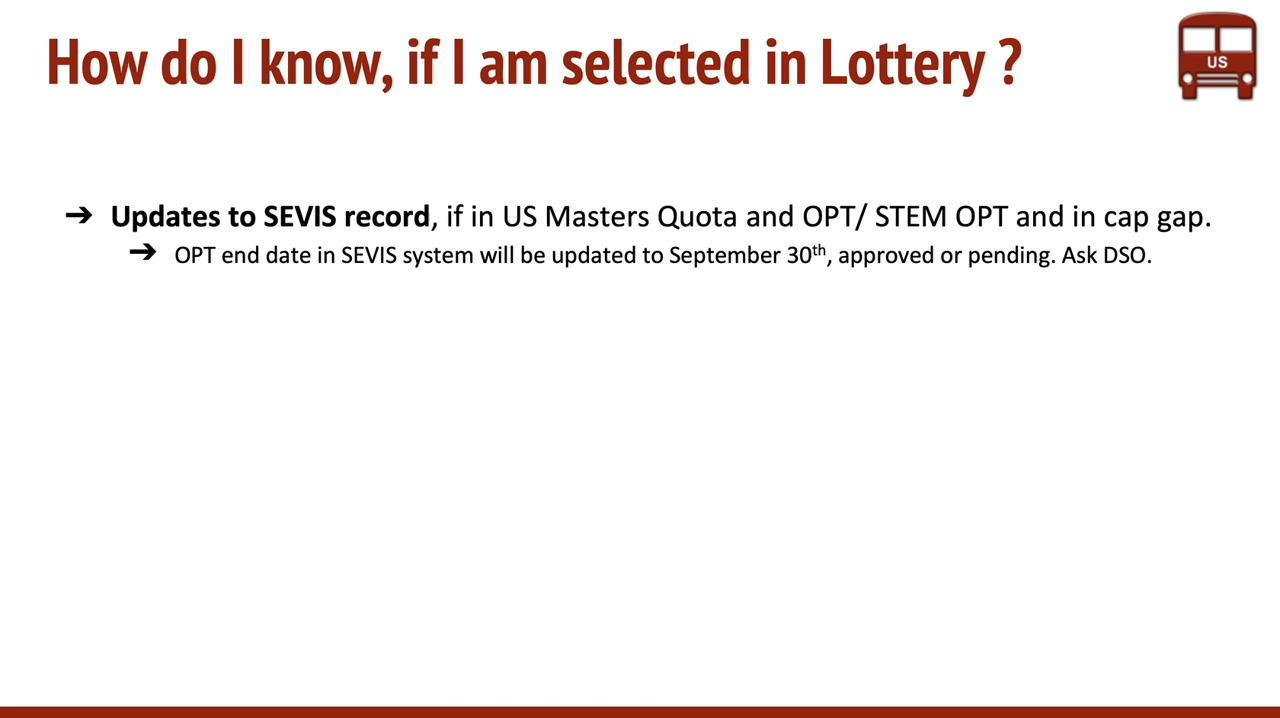 How do I know, if I am selected in Lottery ?
US
➔ Updates to SEVIS record, if in US Masters Quota and OPT/ STEM OPT and in cap gap.
➔ OPT end date in SEVIS system will be updated to September 30th, approved or pending. Ask DSO.